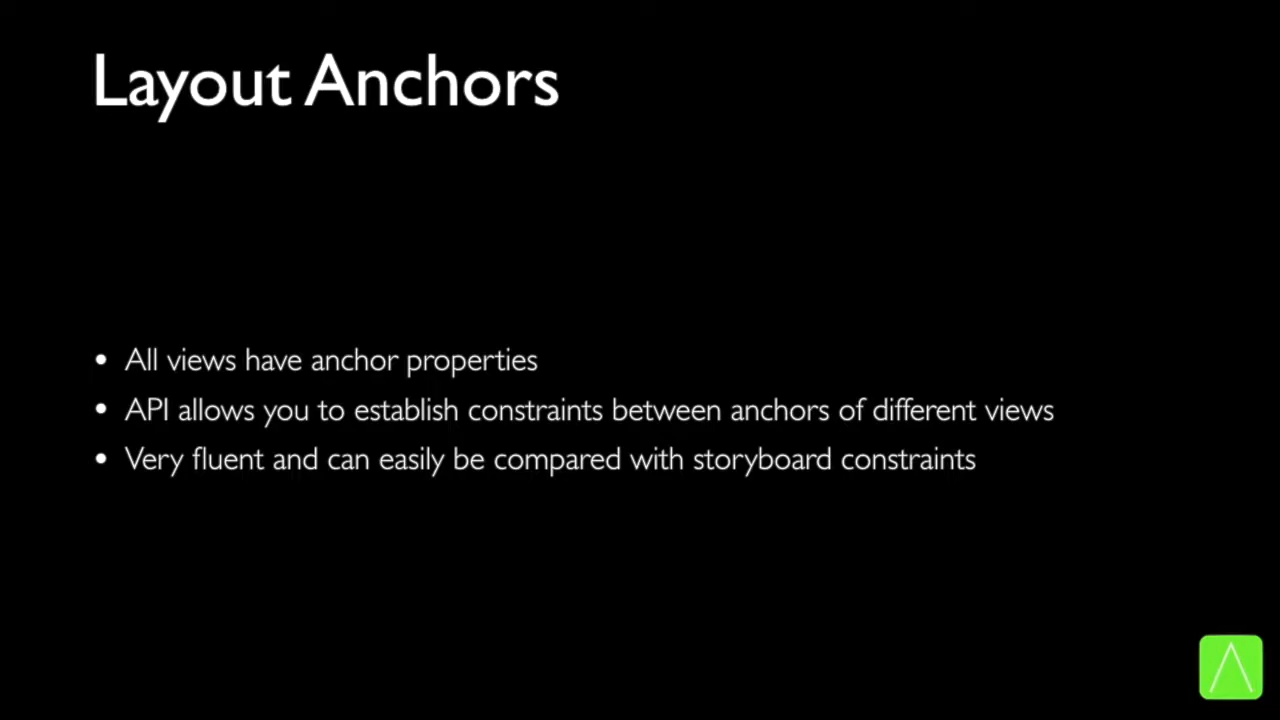 Layout Anchors
• All views have anchor properties
• API allows you to establish constraints between anchors of different views
• Very fluent and can easily be compared with storyboard constraints